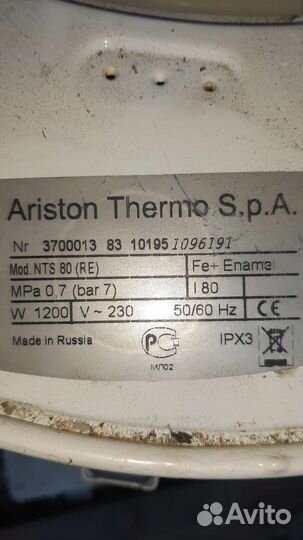 Ariston Thermo S.p.A.
Nr 3700013 83 10195 1096191
Mod. NTS 80 (RE) Fe+ Enamel
MPa 0,7 (bar 7) l 80
W 1200 V~ 230 50/60 Hz CE
Made in Russia РС IPX3
МЛ02
Avito